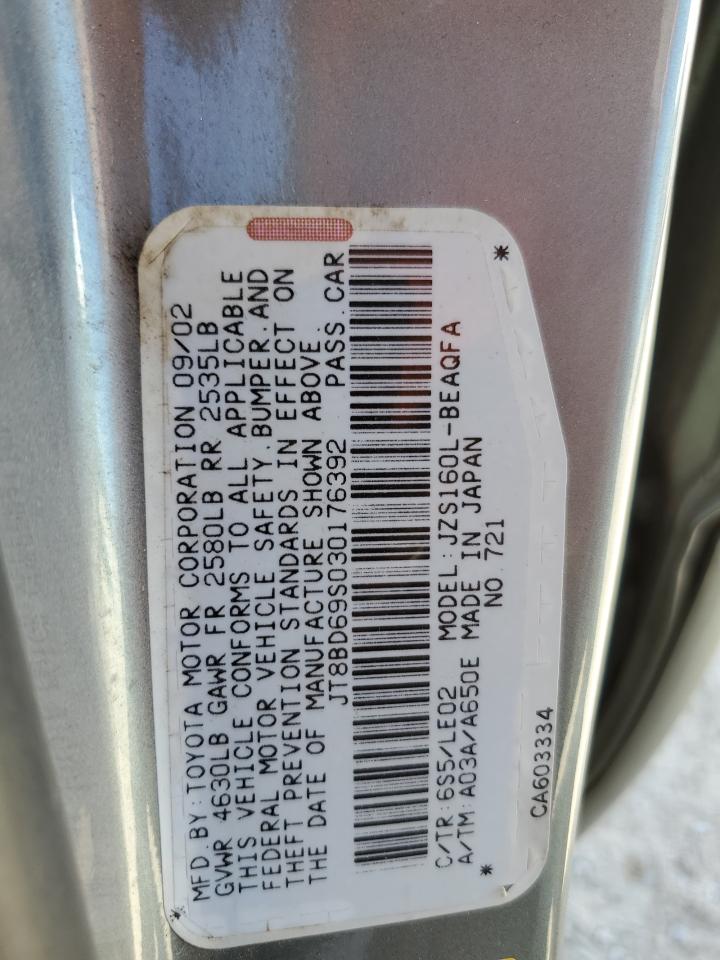 MFD.BY:TOYOTA MOTOR CORPORATION 09/02
GVWR 4630LB GAWR FR 2580LB RR 2535LB
THIS VEHICLE CONFORMS TO ALL APPLICABLE
FEDERAL MOTOR VEHICLE SAFETY.BUMPER.AND
THEFT PREVENTION STANDARDS IN EFFECT ON
THE DATE OF MANUFACTURE SHOWN ABOVE.
JT8BD69S030176392 PASS.CAR
C/TR:6S5/LE02 MODEL:JZS160L-BEAQFA
A/TM:A03A/A650E MADE IN JAPAN
NO.721
CA603334